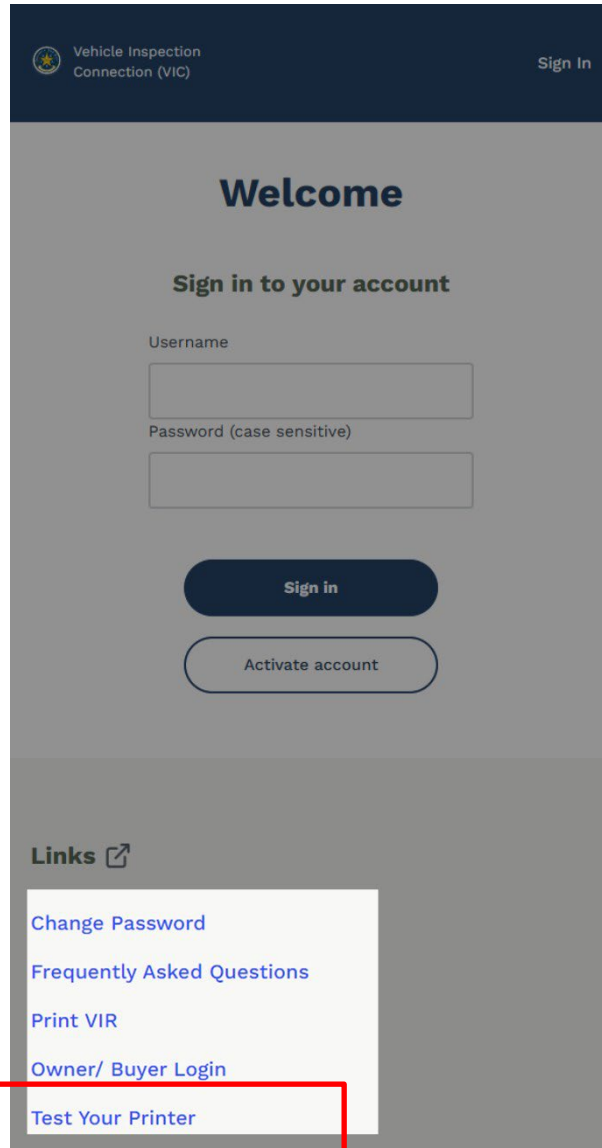 Vehicle Inspection
Connection (VIC)
Sign In
Welcome
Sign in to your account
Username
Password (case sensitive)
Sign in
Activate account
Links
Change Password
Frequently Asked Questions
Print VIR
Owner/ Buyer Login
Test Your Printer